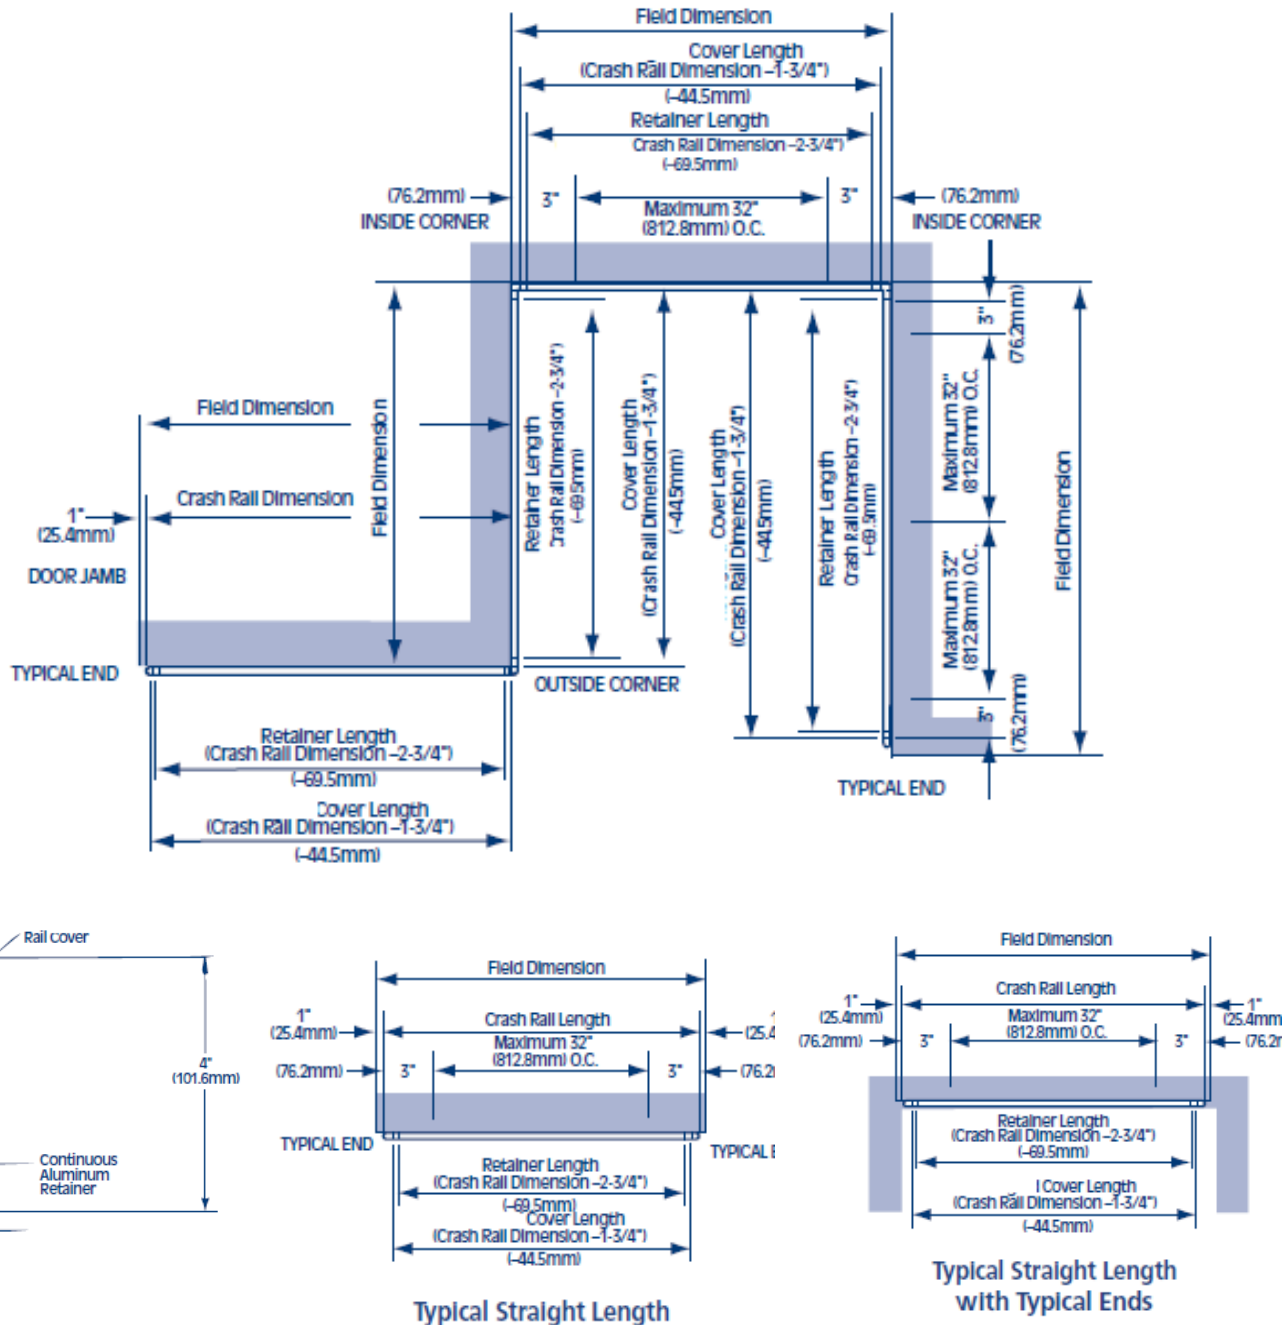 Field Dimension
Cover Length
(Crash Rail Dimension –1-3/4")
(–44.5mm)
Retainer Length
Crash Rail Dimension –2-3/4")
(–69.5mm)
(76.2mm)
3"
3"
(76.2mm)
INSIDE CORNER
Maximum 32"
(812.8mm) O.C.
INSIDE CORNER
3"
(76.2mm)
Maximum 32"
(812.8mm) O.C.
Maximum 32"
(812.8mm) O.C.
3"
(76.2mm)
Field Dimension
Field Dimension
Field Dimension
Retainer Length
Crash Rail Dimension –2-3/4")
(–69.5mm)
Cover Length
(Crash Rail Dimension –1-3/4")
(–44.5mm)
Cover Length
(Crash Rail Dimension –1-3/4")
(–44.5mm)
Retainer Length
Crash Rail Dimension –2-3/4")
(–69.5mm)
Crash Rail Dimension
1"
(25.4mm)
DOOR JAMB
TYPICAL END
OUTSIDE CORNER
Retainer Length
(Crash Rail Dimension –2-3/4")
(–69.5mm)
Cover Length
(Crash Rail Dimension –1-3/4")
(–44.5mm)
TYPICAL END
Rail Cover
4"
(101.6mm)
Continuous
Aluminum
Retainer
Field Dimension
1"
(25.4mm)
Crash Rail Length
Maximum 32"
(812.8mm) O.C.
(25.4
(76.2mm)
3"
3"
(76.2
TYPICAL END
TYPICAL E
Retainer Length
(Crash Rail Dimension –2-3/4")
(–69.5mm)
Cover Length
(Crash Rail Dimension –1-3/4")
(–44.5mm)
Typical Straight Length
Field Dimension
Crash Rail Length
1"
(25.4mm)
Maximum 32"
(812.8mm) O.C.
1"
(25.4mm
(76.2mm)
3"
3"
(76.2m
Retainer Length
(Crash Rail Dimension –2-3/4")
(–69.5mm)
l Cover Length
(Crash Rail Dimension –1-3/4")
(–44.5mm)
Typical Straight Length
with Typical Ends